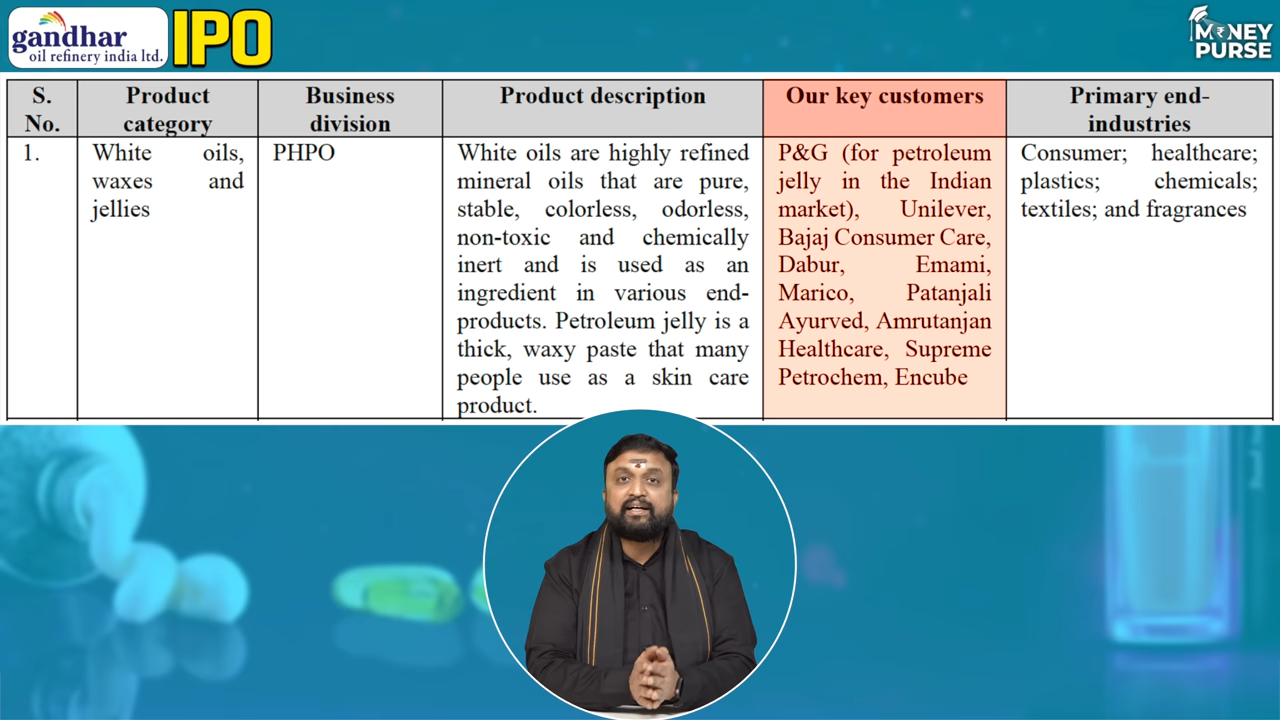 gandhar
oil refinery india ltd.
IPO
MONEY
PURSE
S.
No.
Product
category
Business
division
Product description
Our key customers
Primary end-
industries
1.
White oils,
waxes and
jellies
PHPO
White oils are highly refined
mineral oils that are pure,
stable, colorless, odorless,
non-toxic and chemically
inert and is used as an
ingredient in various end-
products. Petroleum jelly is a
thick, waxy paste that many
people use as a skin care
product.
P&G (for petroleum
jelly in the Indian
market), Unilever,
Bajaj Consumer Care,
Dabur, Emami,
Marico, Patanjali
Ayurved, Amrutanjan
Healthcare, Supreme
Petrochem, Encube
Consumer; healthcare;
plastics; chemicals;
textiles; and fragrances